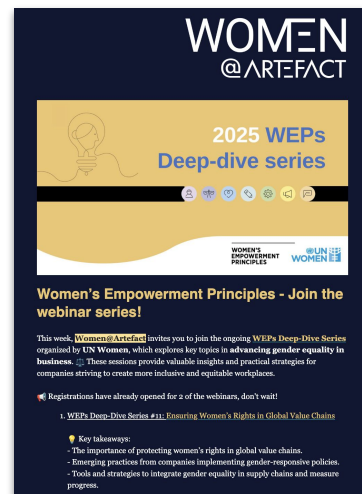 WOMEN
@ ARTEFACT
2025 WEPs
Deep-dive series
WOMEN'S
EMPOWERMENT
PRINCIPLES
UN
WOMEN
Women's Empowerment Principles - Join the
webinar series!
This week, Women@Artefact invites you to join the ongoing WEPs Deep-Dive Series
organized by UN Women, which explores key topics in advancing gender equality in
business. ⚖️ These sessions provide valuable insights and practical strategies for
companies striving to create more inclusive and equitable workplaces.
📢 Registrations have already opened for 2 of the webinars, don't wait!
1. WEPs Deep-Dive Series #11: Ensuring Women's Rights in Global Value Chains
💡 Key takeaways:
- The importance of protecting women's rights in global value chains.
- Emerging practices from companies implementing gender-responsive policies.
- Tools and strategies to integrate gender equality in supply chains and measure
progress.